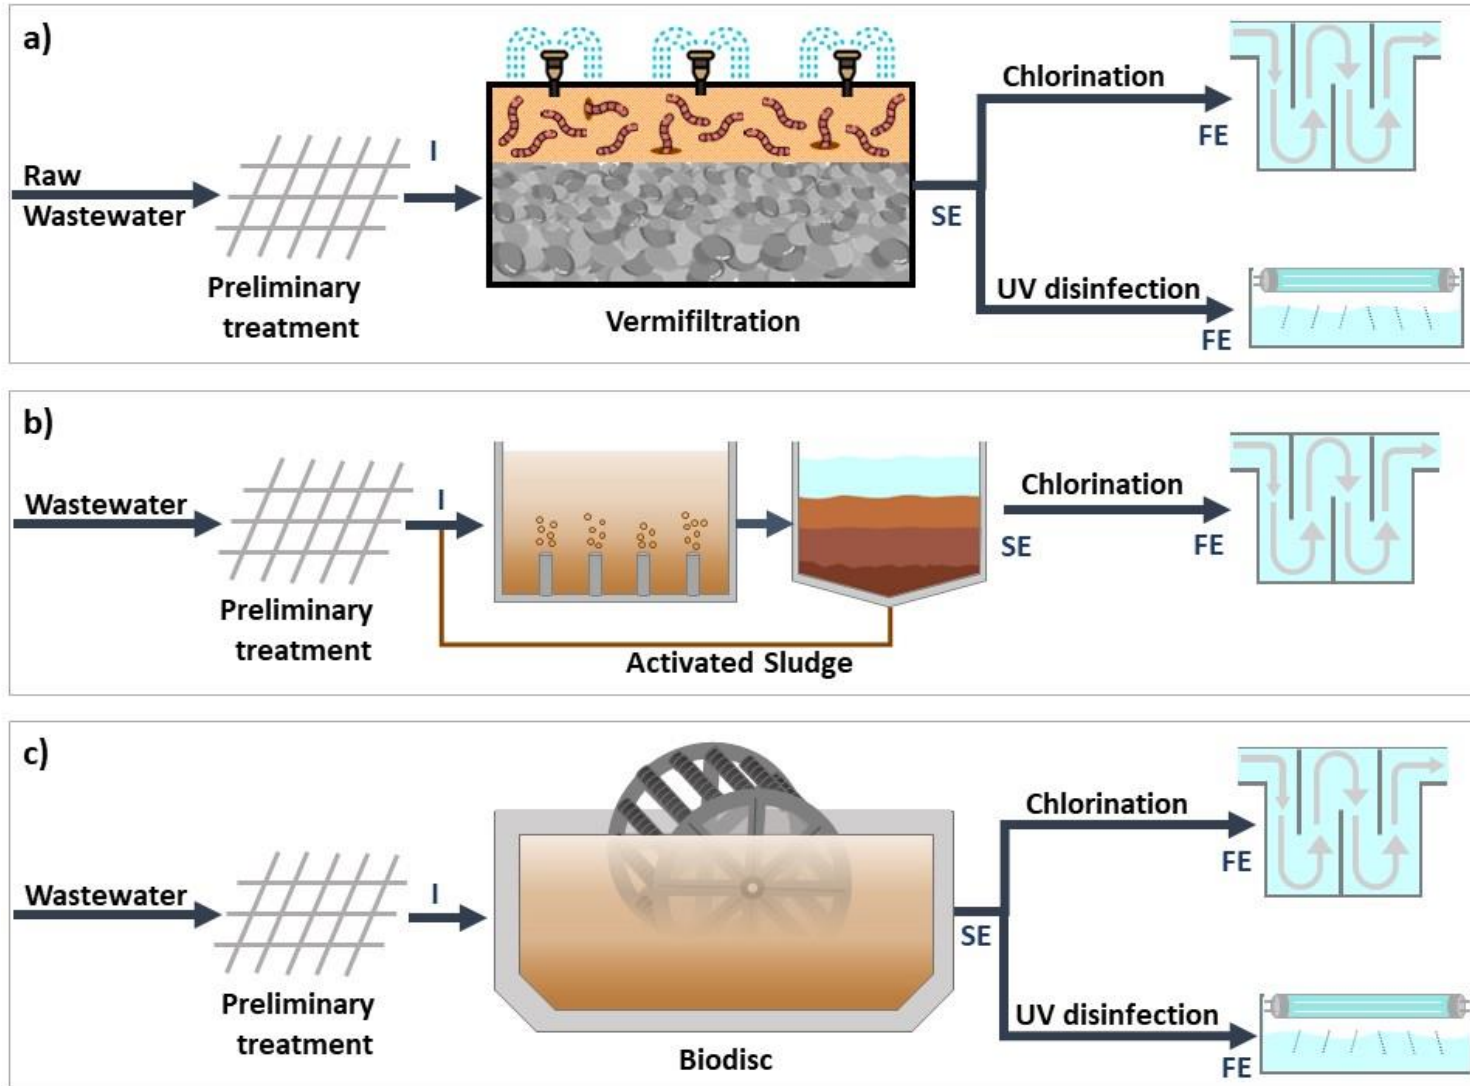 a)
Raw
Wastewater
Preliminary
treatment
I
Vermifiltration
SE
Chlorination
FE
UV disinfection
FE
b)
Wastewater
Preliminary
treatment
I
Activated Sludge
SE
Chlorination
FE
c)
Wastewater
Preliminary
treatment
I
Biodisc
SE
Chlorination
FE
UV disinfection
FE